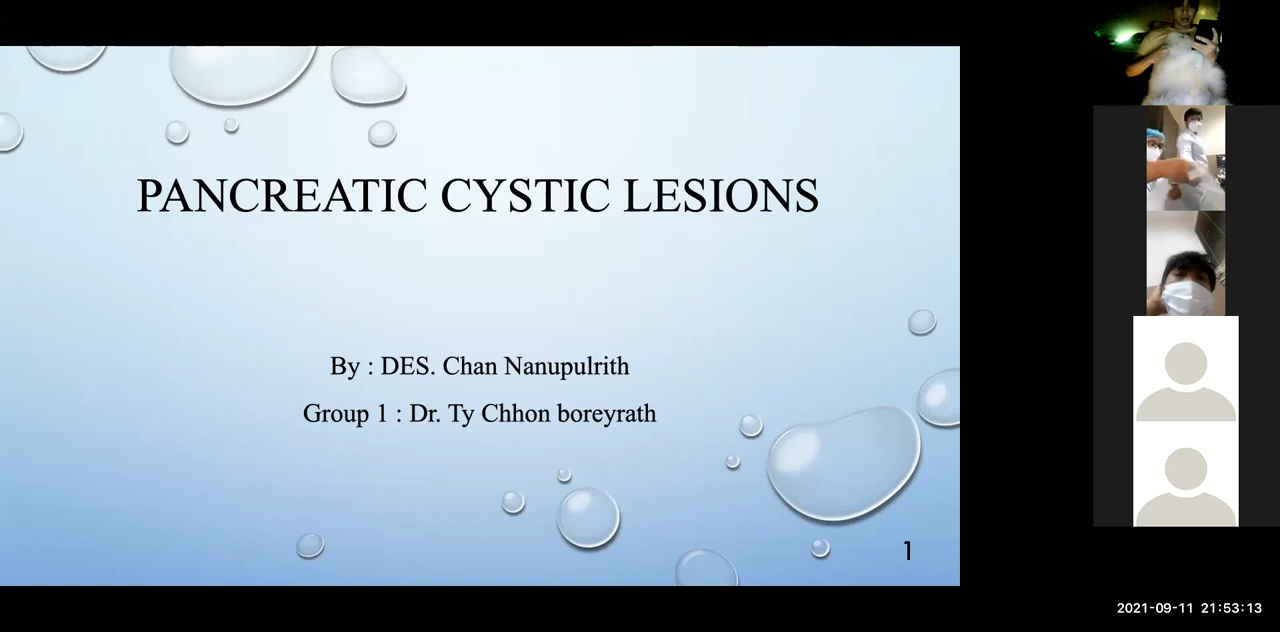 PANCREATIC CYSTIC LESIONS
By : DES. Chan Nanupulrith
Group 1 : Dr. Ty Chhon boreyrath
1
2021-09-11 21:53:13